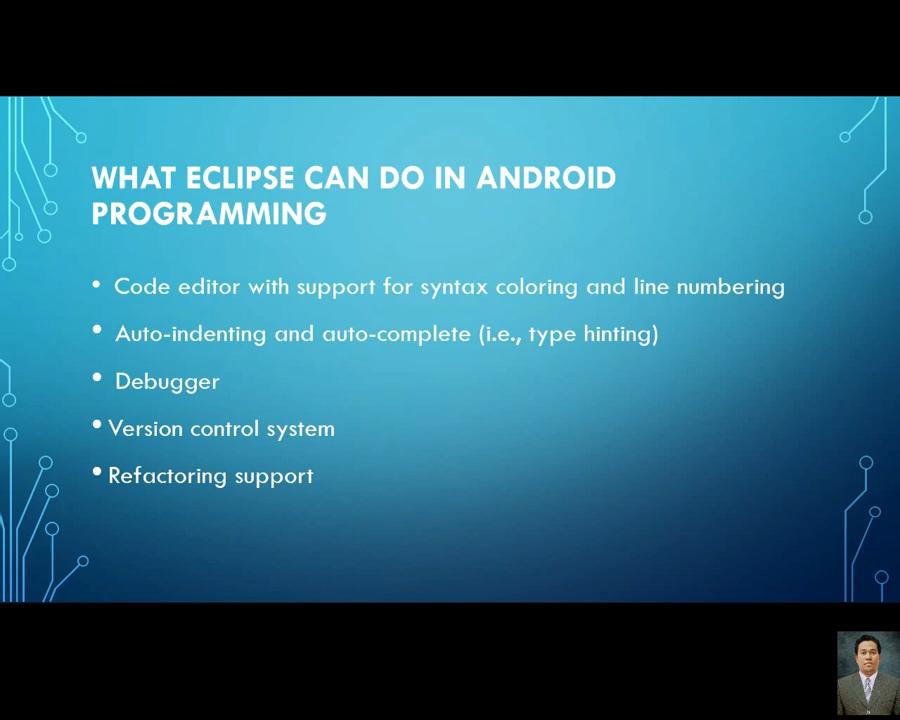 WHAT ECLIPSE CAN DO IN ANDROID
PROGRAMMING
• Code editor with support for syntax coloring and line numbering
• Auto-indenting and auto-complete (i.e., type hinting)
• Debugger
• Version control system
• Refactoring support